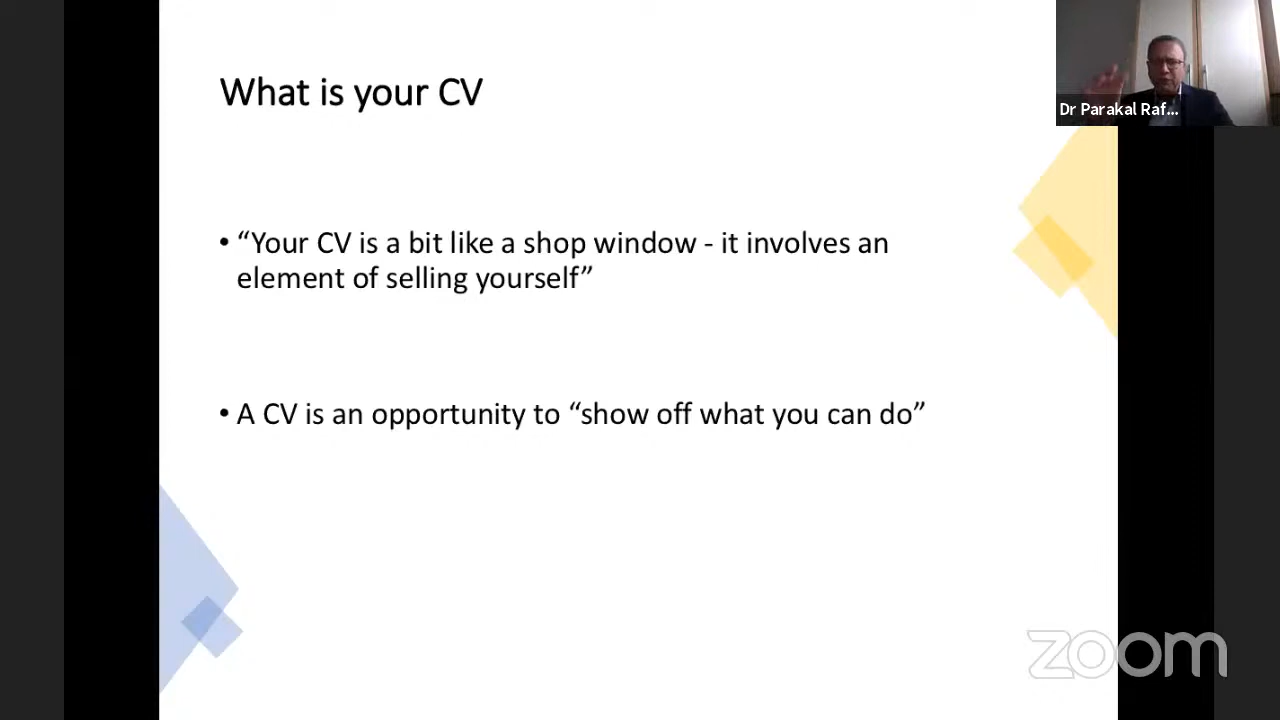 What is your CV
Dr Parakal Raf...
• “Your CV is a bit like a shop window - it involves an
element of selling yourself”
• A CV is an opportunity to “show off what you can do”
zoom